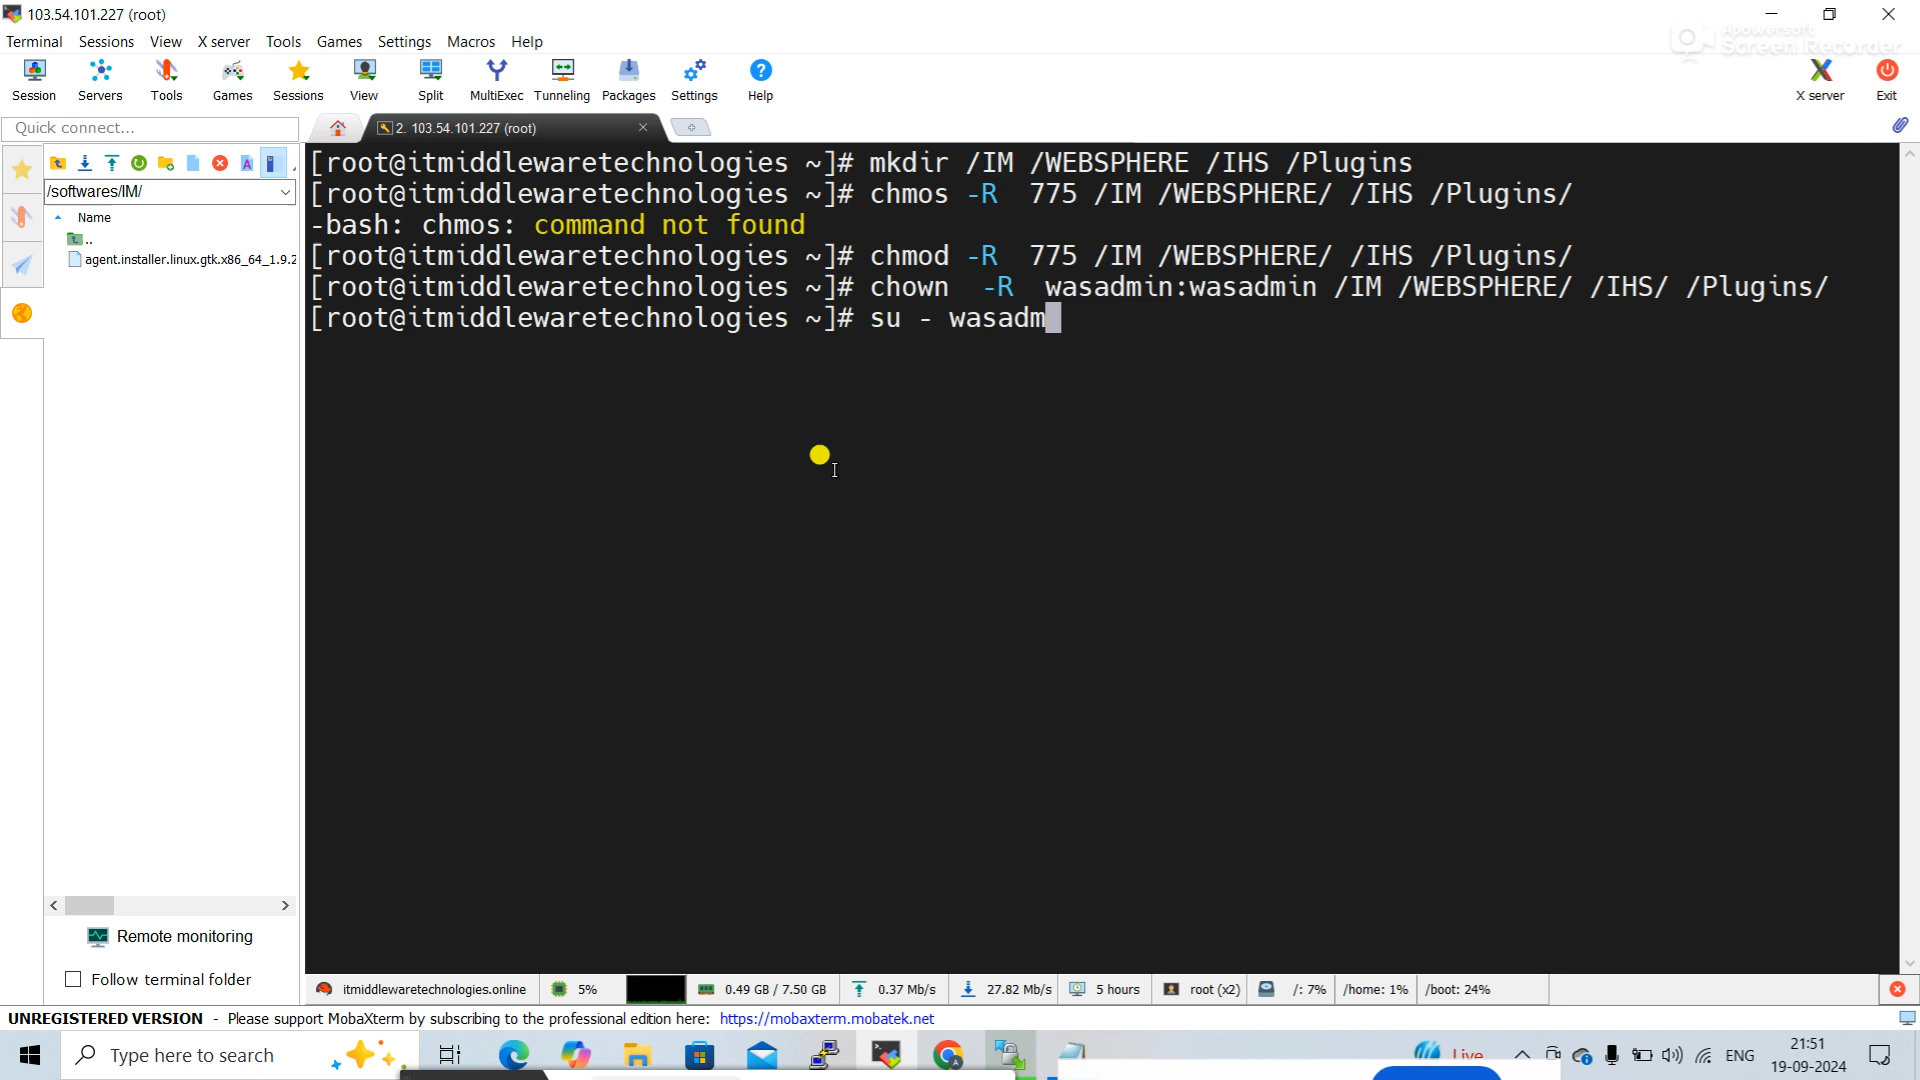 103.54.101.227 (root)
Apowersoft
Screen Recorder
Terminal Sessions View X server Tools Games Settings Macros Help
Session Servers Tools Games Sessions View Split MultiExec Tunneling Packages Settings Help X server Exit
Quick connect...
2. 103.54.101.227 (root)
/softwares/IM/
Name
..
agent.installer.linux.gtk.x86_64_1.9.2
[root@itmiddlewaretechnologies ~]# mkdir /IM /WEBSPHERE /IHS /Plugins
[root@itmiddlewaretechnologies ~]# chmos -R  775 /IM /WEBSPHERE/ /IHS /Plugins/
-bash: chmos: command not found
[root@itmiddlewaretechnologies ~]# chmod -R  775 /IM /WEBSPHERE/ /IHS /Plugins/
[root@itmiddlewaretechnologies ~]# chown  -R  wasadmin:wasadmin /IM /WEBSPHERE/ /IHS/ /Plugins/
[root@itmiddlewaretechnologies ~]# su - wasadm
Remote monitoring
Follow terminal folder
itmiddlewaretechnologies.online 5% 0.49 GB / 7.50 GB 0.37 Mb/s 27.82 Mb/s 5 hours root (x2) /: 7% /home: 1% /boot: 24%
UNREGISTERED VERSION - Please support MobaXterm by subscribing to the professional edition here: https://mobaxterm.mobatek.net
Type here to search
Live
ENG
21:51
19-09-2024